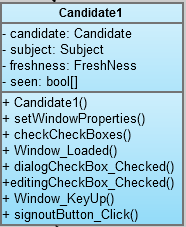 Candidate1
- candidate: Candidate
- subject: Subject
- freshness: FreshNess
- seen: bool[]
+ Candidate1()
+ setWindowProperties()
+ checkCheckBoxes()
+ Window_Loaded()
+ dialogCheckBox_Checked()
+editingCheckBox_Checked()
+ Window_KeyUp()
+ signoutButton_Click()